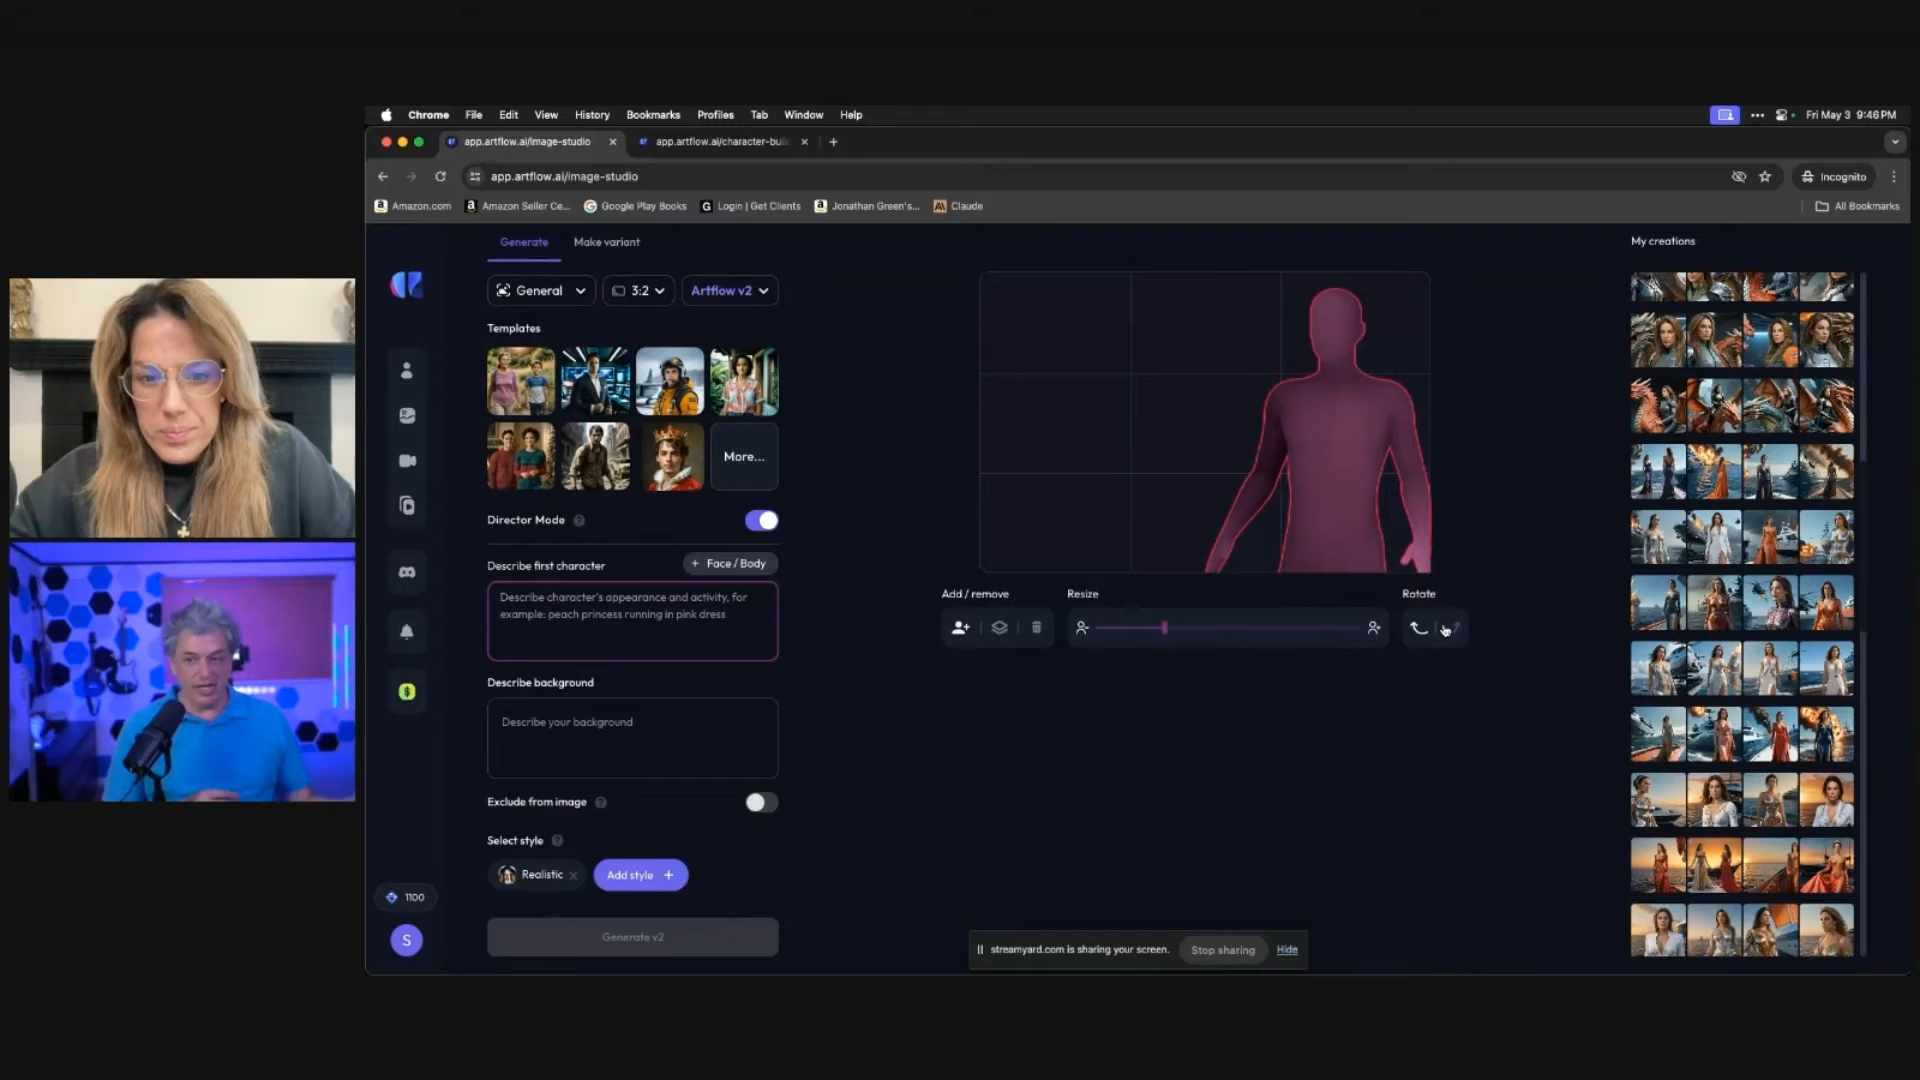 Chrome File Edit View History Bookmarks Profiles Tab Window Help
Fri May 3 9:46 PM
app.artflow.ai/image-studio
app.artflow.ai/character-buil
app.artflow.ai/image-studio
Incognito
Amazon.com
Amazon Seller Ce...
Google Play Books
Login | Get Clients
Jonathan Green's...
Claude
All Bookmarks
Generate
Make variant
General
3:2
Artflow v2
Templates
More...
Director Mode
Describe first character
+ Face / Body
Describe character's appearance and activity, for
example: peach princess running in pink dress
Describe background
Describe your background
Exclude from image
Select style
Realistic
Add style +
Generate v2
1100
S
Add / remove
Resize
Rotate
My creations
streamyard.com is sharing your screen.
Stop sharing
Hide